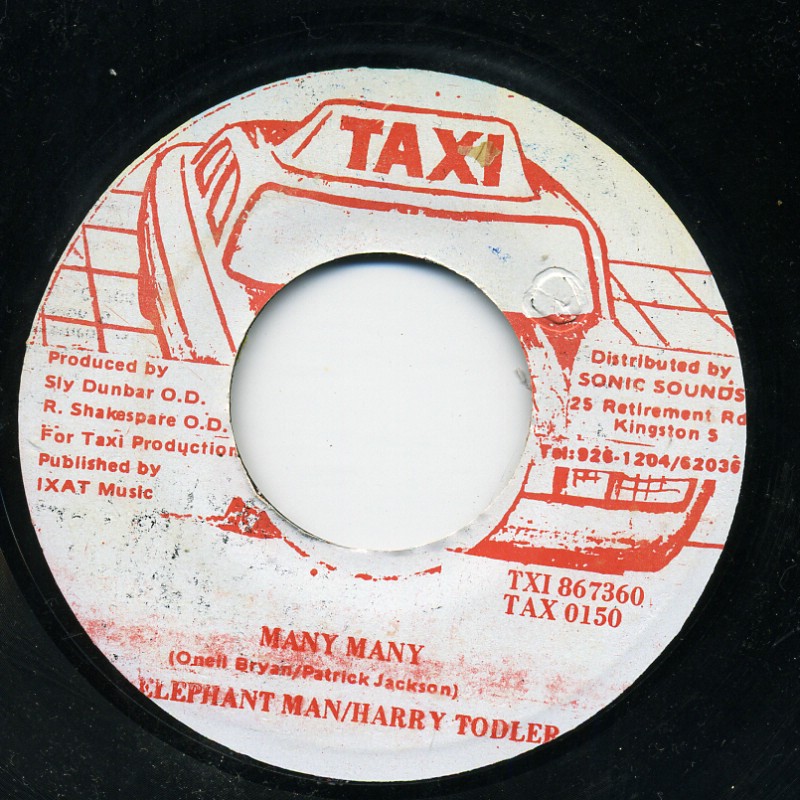 TAXI
Produced by
Sly Dunbar O.D.
R. Shakespare O.D.
For Taxi Production
Published by
IXAT Music
Distributed by
SONIC SOUNDS
25 Retirement Rd
Kingston 5
Tel:926-1204/62036
TXI 867360
TAX 0150
MANY MANY
(Oneil Bryan/Patrick Jackson)
ELEPHANT MAN/HARRY TODLER